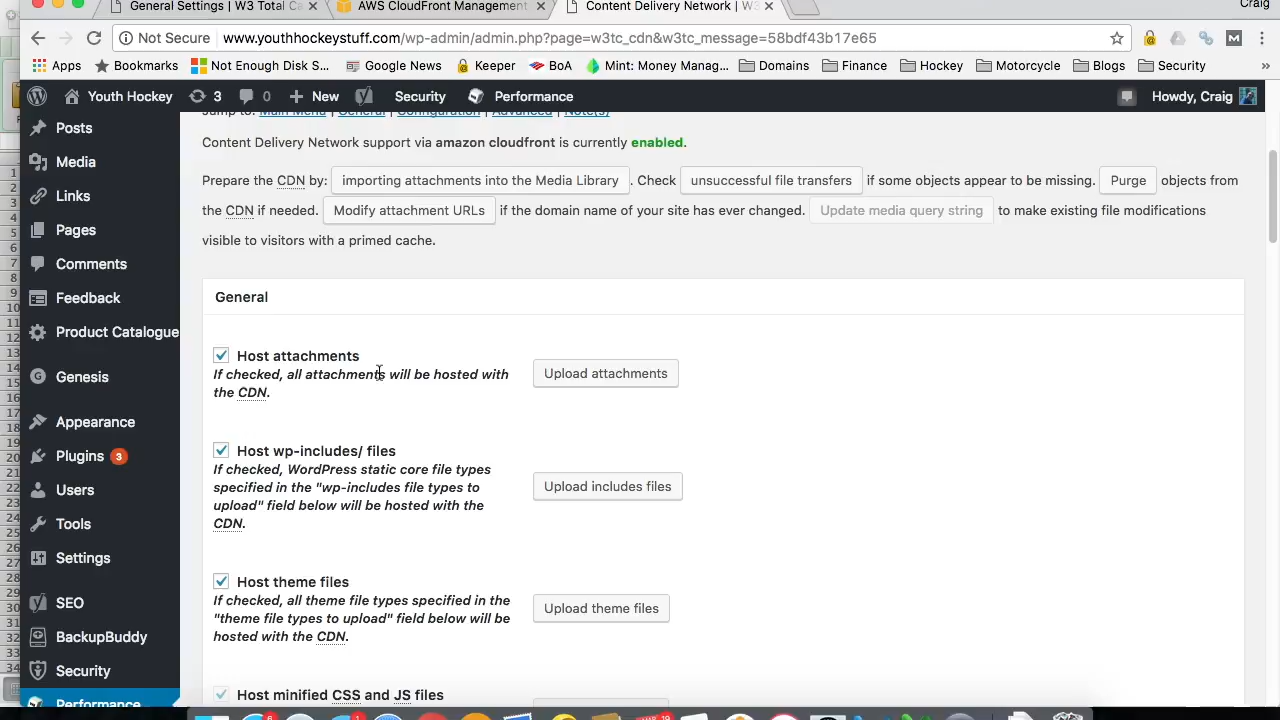 General Settings | W3 Total Ca
AWS CloudFront Management
Content Delivery Network | W3
Craig
Not Secure
www.youthhockeystuff.com/wp-admin/admin.php?page=w3tc_cdn&w3tc_message=58bdf43b17e65
Apps
Bookmarks
Not Enough Disk S...
Google News
Keeper
BoA
Mint: Money Manag...
Domains
Finance
Hockey
Motorcycle
Blogs
Security
»
Youth Hockey
3
0
New
Security
Performance
Howdy, Craig
Posts
Media
Links
Pages
Comments
Feedback
Product Catalogue
Genesis
Appearance
Plugins 3
Users
Tools
Settings
SEO
BackupBuddy
Security
Performance
Jump to: Main Menu | General | Configuration | Advanced | Note(s)
Content Delivery Network support via amazon cloudfront is currently enabled.
Prepare the CDN by: importing attachments into the Media Library . Check unsuccessful file transfers if some objects appear to be missing. Purge objects from
the CDN if needed. Modify attachment URLs if the domain name of your site has ever changed. Update media query string to make existing file modifications
visible to visitors with a primed cache.
General
Host attachments
If checked, all attachments will be hosted with
the CDN.
Upload attachments
Host wp-includes/ files
If checked, WordPress static core file types
specified in the "wp-includes file types to
upload" field below will be hosted with the
CDN.
Upload includes files
Host theme files
If checked, all theme file types specified in the
"theme file types to upload" field below will be
hosted with the CDN.
Upload theme files
Host minified CSS and JS files